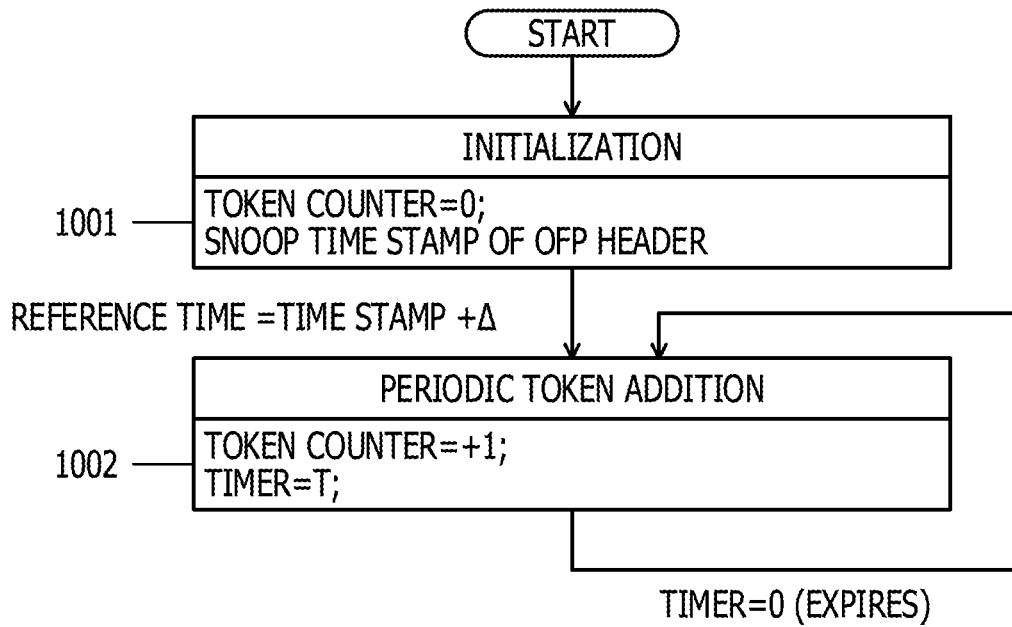 START
INITIALIZATION
1001
TOKEN COUNTER=0;
SNOOP TIME STAMP OF OFP HEADER
REFERENCE TIME =TIME STAMP +Δ
PERIODIC TOKEN ADDITION
1002
TOKEN COUNTER=+1;
TIMER=T;
TIMER=0 (EXPIRES)